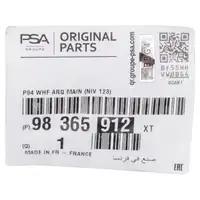 PSA
GROUPE
ORIGINAL
PARTS
qr.groupe-psa.com
P84 WHF ARQ MAIN (NIV 123)
(P) 98 365 912 XT
(Q) 1
MADE IN FR - FRANCE
صنع في فرنسا
EAC